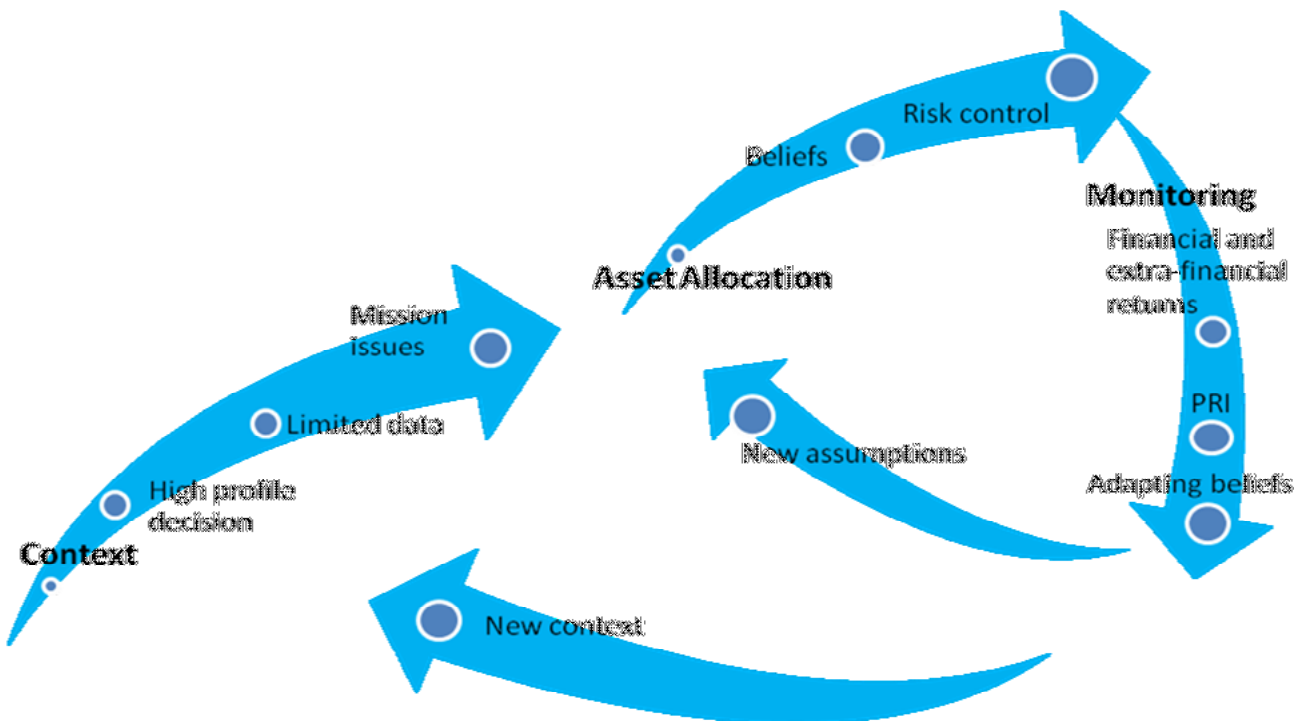 Context
High profile
decision
Limited data
Mission
issues
Asset Allocation
Beliefs
Risk control
Monitoring
Financial and
extra-financial
returns
PRI
Adapting beliefs
New assumptions
New context